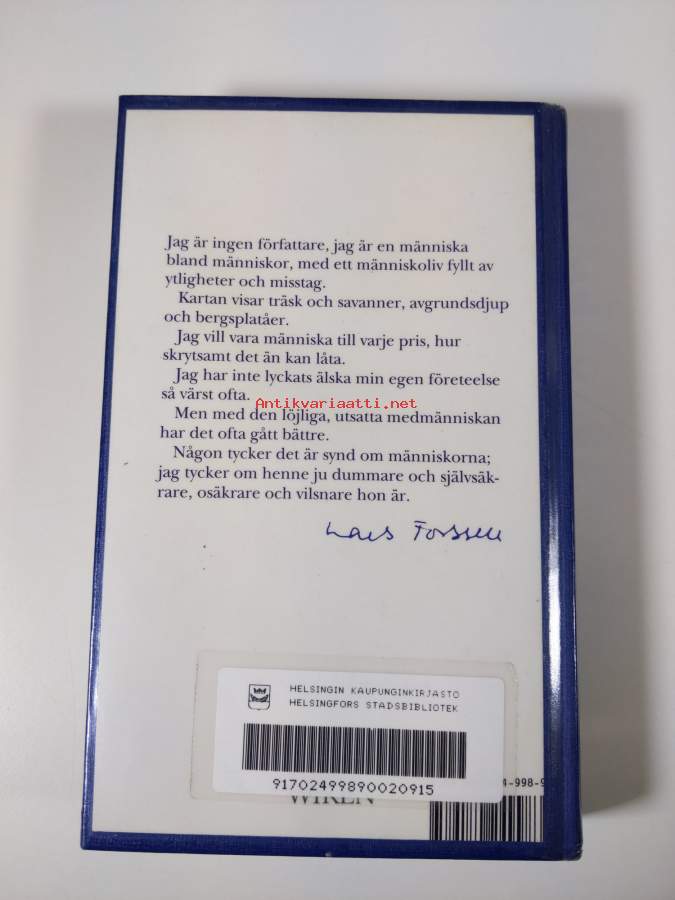 Jag är ingen författare, jag är en människa
bland människor, med ett människoliv fyllt av
ytligheter och misstag.
Kartan visar träsk och savanner, avgrundsdjup
och bergsplatåer.
Jag vill vara människa till varje pris, hur
skrytsamt det än kan låta.
Jag har inte lyckats älska min egen företeelse
så värst ofta.
Antikvariaatti.net
Men med den löjliga, utsatta medmänniskan
har det ofta gått bättre.
Någon tycker det är synd om människorna;
jag tycker om henne ju dummare och självsäk-
rare, osäkrare och vilsnare hon är.
Lars Forssell
HELSINGIN KAUPUNGINKIRJASTO
HELSINGFORS STADSBIBLIOTEK
91702499890020915
4-998-9